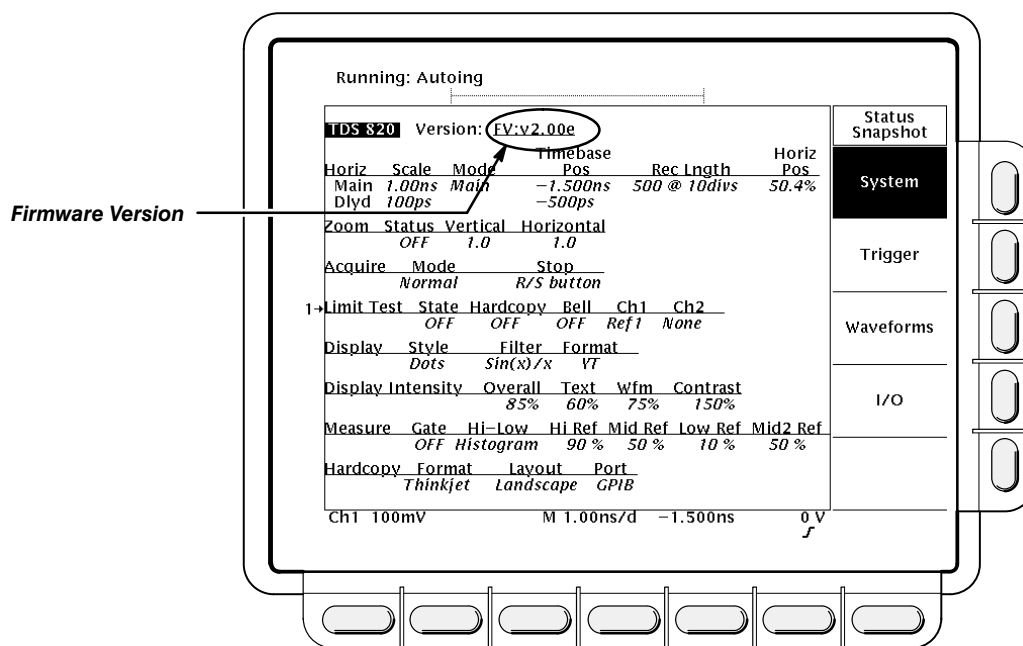 Running: Autoing
TDS 820 Version: FV:v2.00e
Status
Snapshot
Timebase Horiz
Horiz Scale Mode Pos Rec Lngth Pos
Main 1.00ns Main −1.500ns 500 @ 10divs 50.4%
Dlyd 100ps −500ps
System
Firmware Version
Zoom Status Vertical Horizontal
OFF 1.0 1.0
Trigger
Acquire Mode Stop
Normal R/S button
1→
Limit Test State Hardcopy Bell Ch1 Ch2
OFF OFF OFF Ref1 None
Waveforms
Display Style Filter Format
Dots Sin(x)/x YT
Display Intensity Overall Text Wfm Contrast
85% 60% 75% 150%
I/O
Measure Gate Hi−Low Hi Ref Mid Ref Low Ref Mid2 Ref
OFF Histogram 90 % 50 % 10 % 50 %
Hardcopy Format Layout Port
Thinkjet Landscape GPIB
Ch1 100mV M 1.00ns/d −1.500ns 0 V